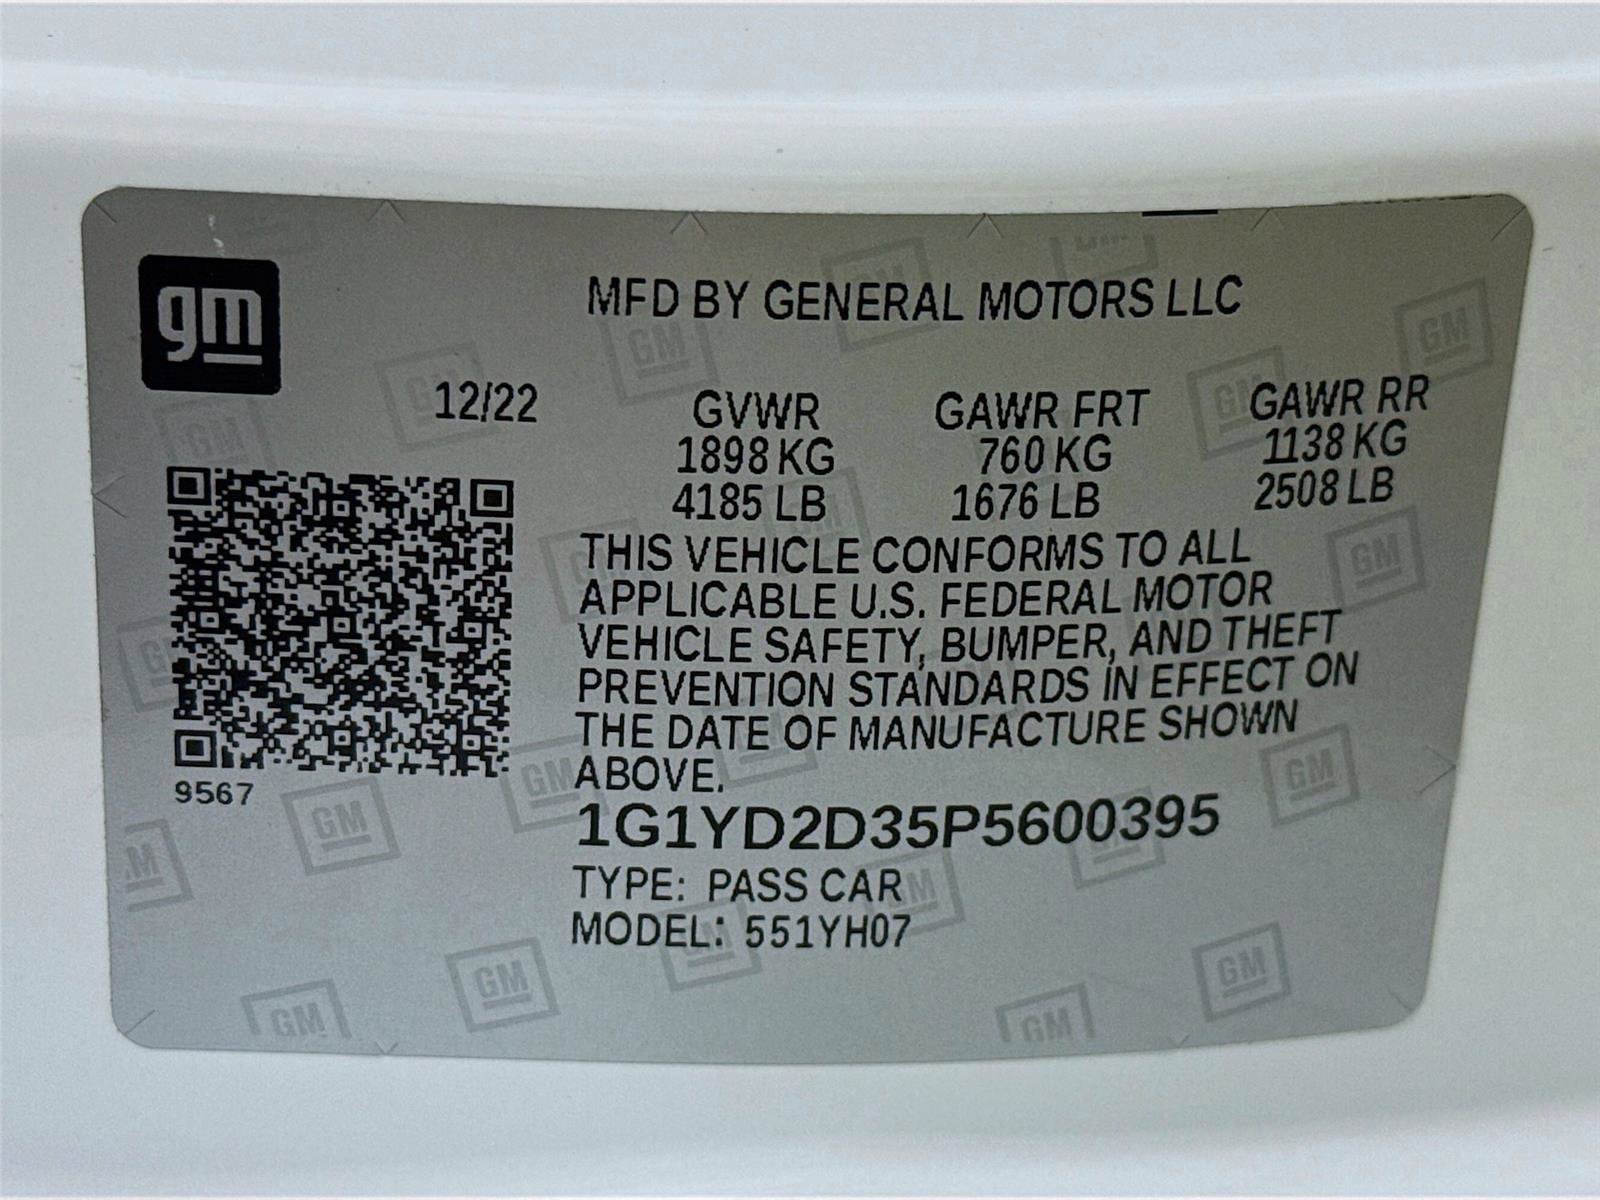 gm
MFD BY GENERAL MOTORS LLC
12/22
GVWR GAWR FRT GAWR RR
1898 KG 760 KG 1138 KG
4185 LB 1676 LB 2508 LB
THIS VEHICLE CONFORMS TO ALL
APPLICABLE U.S. FEDERAL MOTOR
VEHICLE SAFETY, BUMPER, AND THEFT
PREVENTION STANDARDS IN EFFECT ON
THE DATE OF MANUFACTURE SHOWN
ABOVE.
9567
1G1YD2D35P5600395
TYPE: PASS CAR
MODEL: 551YH07